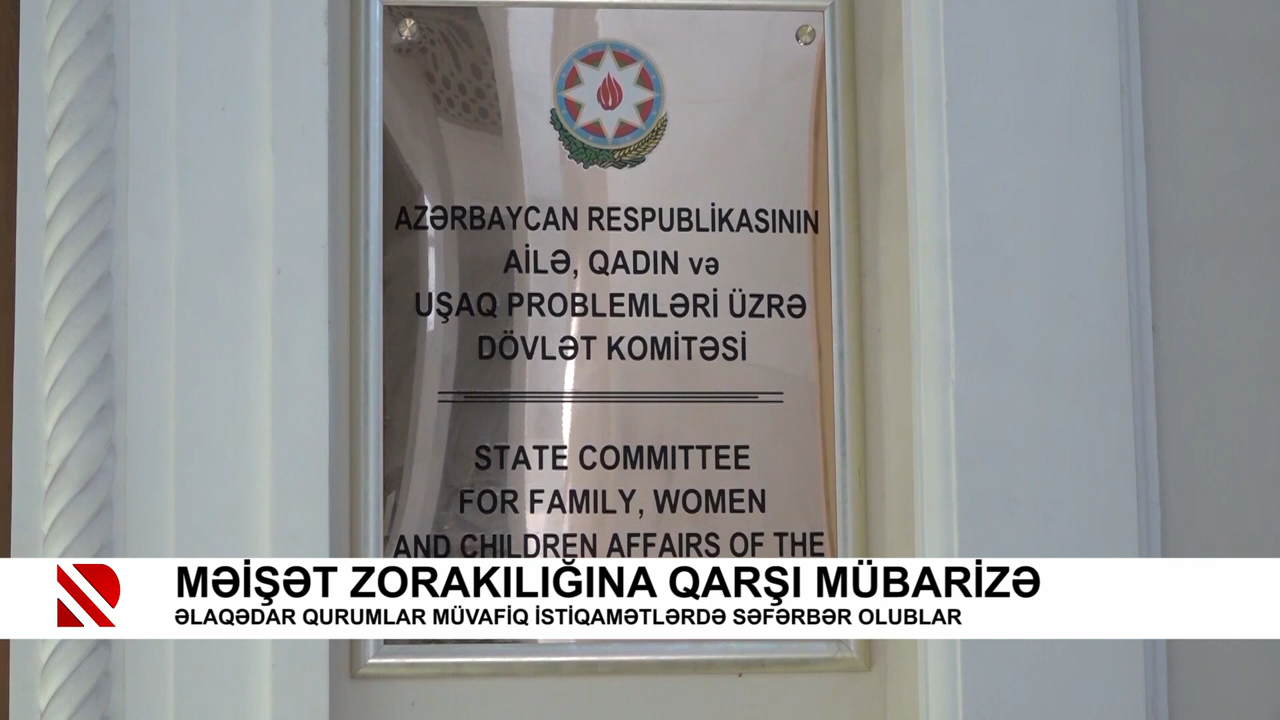 AZƏRBAYCAN RESPUBLİKASININ
AİLƏ, QADIN və
UŞAQ PROBLEMLƏRİ ÜZRƏ
DÖVLƏT KOMİTƏSİ
STATE COMMITTEE
FOR FAMILY, WOMEN
AND CHILDREN AFFAIRS OF THE
MƏİŞƏT ZORAKILIĞINA QARŞI MÜBARİZƏ
ƏLAQƏDAR QURUMLAR MÜVAFİQ İSTİQAMƏTLƏRDƏ SƏFƏRBƏR OLUBLAR